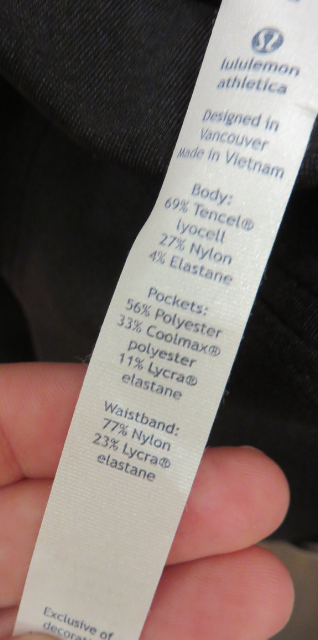 lululemon
athletica
Designed in
Vancouver
Made in Vietnam
Body:
69% Tencel®
lyocell
27% Nylon
4% Elastane
Pockets:
56% Polyester
33% Coolmax®
polyester
11% Lycra®
elastane
Waistband:
77% Nylon
23% Lycra®
elastane
Exclusive of